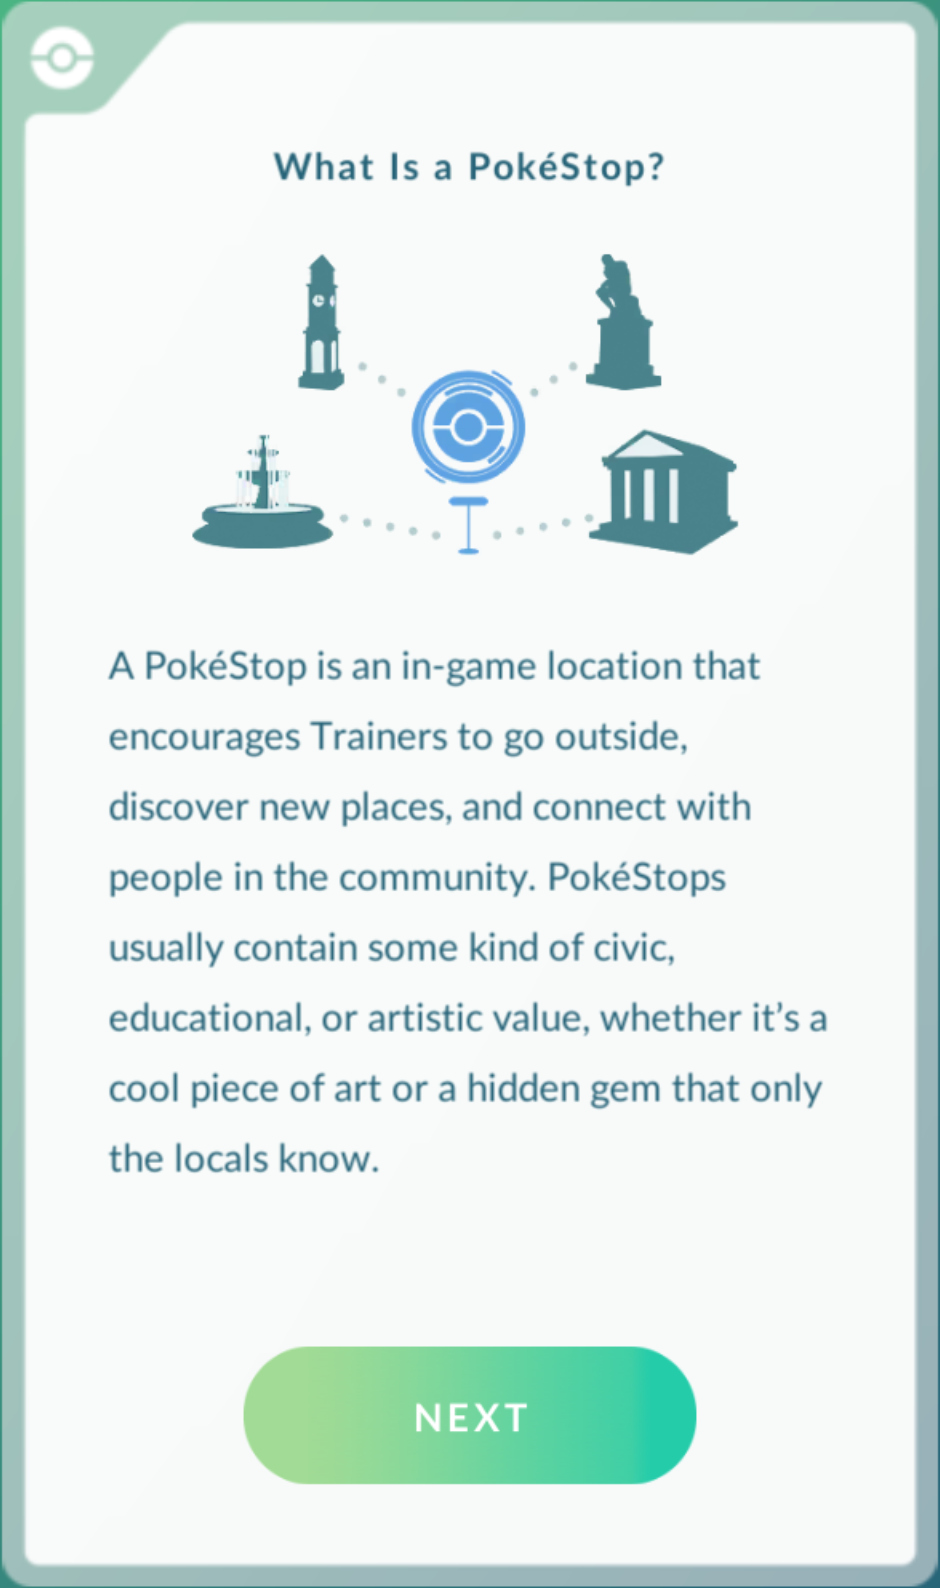 What Is a PokéStop?
A PokéStop is an in-game location that
encourages Trainers to go outside,
discover new places, and connect with
people in the community. PokéStops
usually contain some kind of civic,
educational, or artistic value, whether it’s a
cool piece of art or a hidden gem that only
the locals know.
NEXT